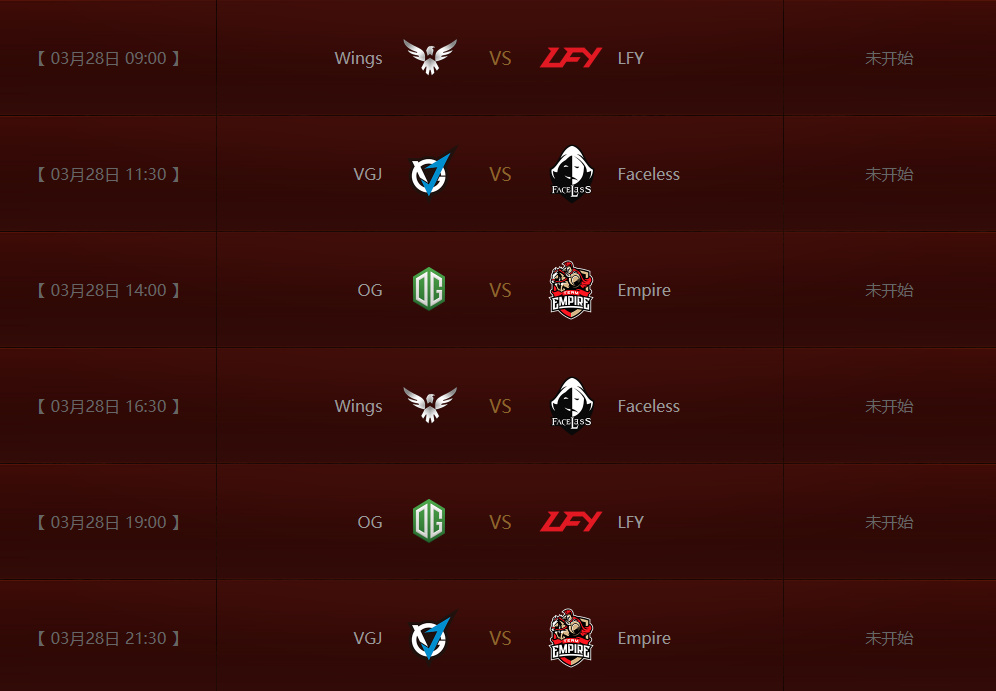 【 03月28日 09:00 】 Wings VS LFY LFY 未开始
【 03月28日 11:30 】 VGJ VS FACELESS Faceless 未开始
【 03月28日 14:00 】 OG OG VS TEAM EMPIRE Empire 未开始
【 03月28日 16:30 】 Wings VS FACELESS Faceless 未开始
【 03月28日 19:00 】 OG OG VS LFY LFY 未开始
【 03月28日 21:30 】 VGJ VS TEAM EMPIRE Empire 未开始